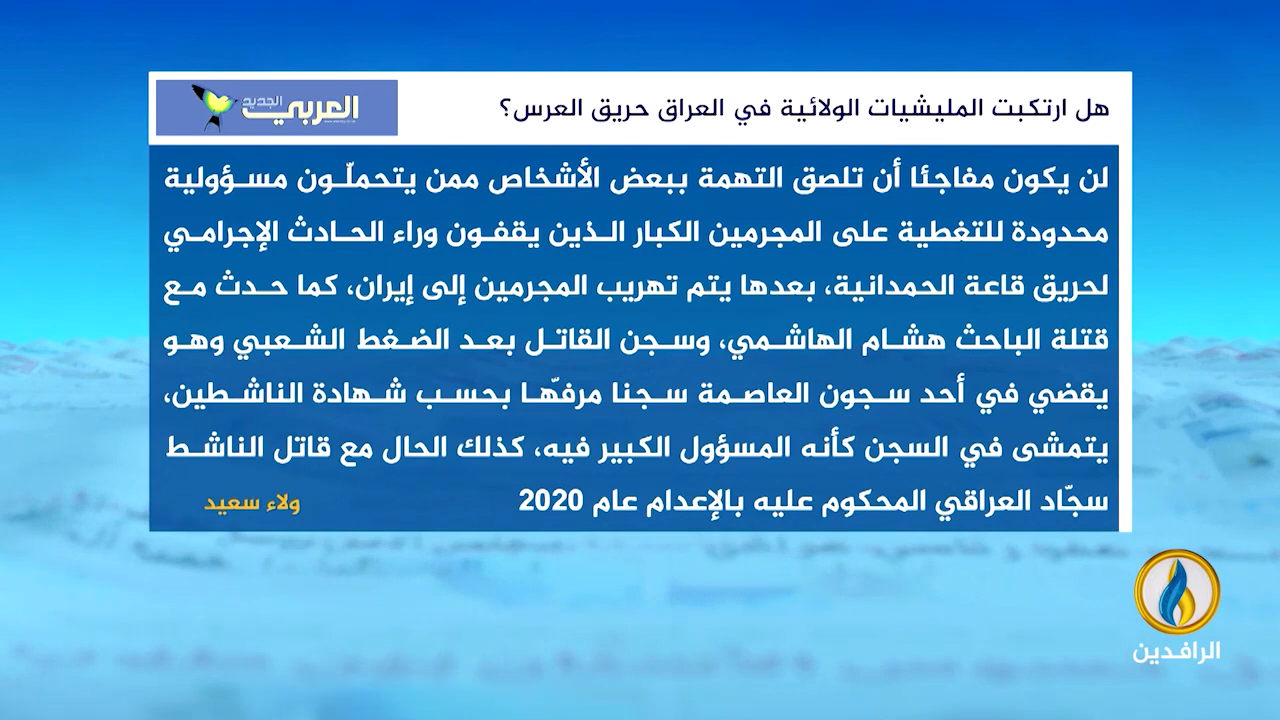 هل ارتكبت المليشيات الولائية في العراق حريق العرس؟
العربي الجديد
لن يكون مفاجئا أن تلصق التهمة ببعض الأشخاص ممن يتحملّون مسؤولية
محدودة للتغطية على المجرمين الكبار الذين يقفون وراء الحادث الإجرامي
لحريق قاعة الحمدانية، بعدها يتم تهريب المجرمين إلى إيران، كما حدث مع
قتلة الباحث هشام الهاشمي، وسجن القاتل بعد الضغط الشعبي وهو
يقضي في أحد سجون العاصمة سجنا مرفهّا بحسب شهادة الناشطين،
يتمشى في السجن كأنه المسؤول الكبير فيه، كذلك الحال مع قاتل الناشط
سجّاد العراقي المحكوم عليه بالإعدام عام 2020
ولاء سعيد
الرافدين